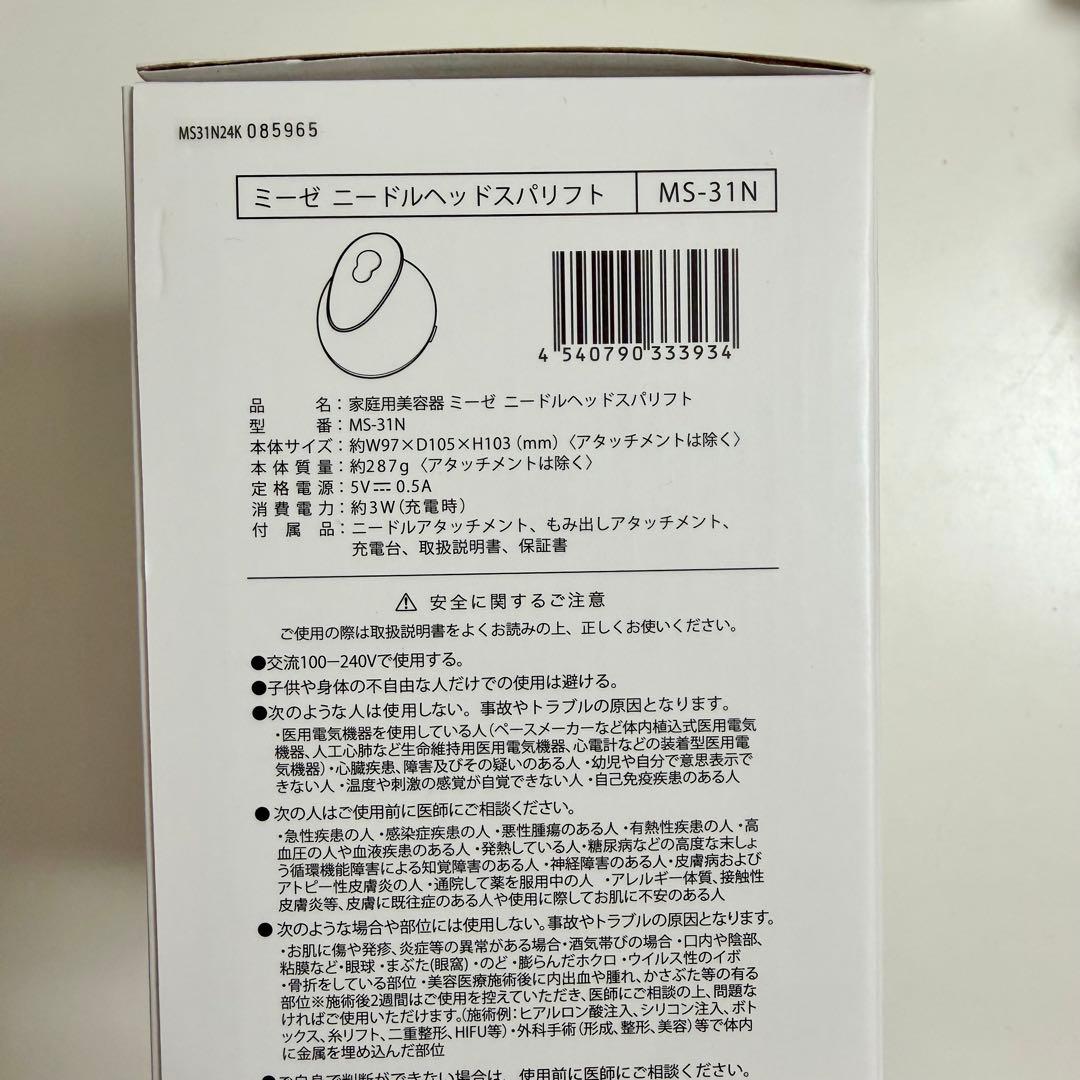 MS31N24K 085965
ミーゼ ニードルヘッドスパリフト MS-31N
4 540790 333934
品名：家庭用美容器 ミーゼ ニードルヘッドスパリフト
型番：MS-31N
本体サイズ：約W97×D105×H103（mm）〈アタッチメントは除く〉
本体質量：約287g〈アタッチメントは除く〉
定格電源：5V⎓0.5A
消費電力：約3W（充電時）
付属品：ニードルアタッチメント、もみ出しアタッチメント、
充電台、取扱説明書、保証書
⚠ 安全に関するご注意
ご使用の際は取扱説明書をよくお読みの上、正しくお使いください。
●交流100−240Vで使用する。
●子供や身体の不自由な人だけでの使用は避ける。
●次のような人は使用しない。事故やトラブルの原因となります。
・医用電気機器を使用している人（ペースメーカーなど体内植込式医用電気
機器、人工心肺など生命維持用医用電気機器、心電計などの装着型医用電
気機器）・心臓疾患、障害及びその疑いのある人・幼児や自分で意思表示で
きない人・温度や刺激の感覚が自覚できない人・自己免疫疾患のある人
●次の人はご使用前に医師にご相談ください。
・急性疾患の人・感染症疾患の人・悪性腫瘍のある人・有熱性疾患の人・高
血圧の人や血液疾患のある人・発熱している人・糖尿病などの高度な末しょ
う循環機能障害による知覚障害のある人・神経障害のある人・皮膚病および
アトピー性皮膚炎の人・通院して薬を服用中の人 ・アレルギー体質、接触性
皮膚炎等、皮膚に既往症のある人や使用に際してお肌に不安のある人
●次のような場合や部位には使用しない。事故やトラブルの原因となります。
・お肌に傷や発疹、炎症等の異常がある場合・酒気帯びの場合・口内や陰部、
粘膜など・眼球・まぶた(眼窩)・のど・膨らんだホクロ・ウイルス性のイボ
・骨折をしている部位・美容医療施術後に内出血や腫れ、かさぶた等の有る
部位※施術後2週間はご使用を控えていただき、医師にご相談の上、問題な
ければご使用いただけます。（施術例：ヒアルロン酸注入、シリコン注入、ボト
ックス、糸リフト、二重整形、HIFU等）・外科手術（形成、整形、美容）等で体内
に金属を埋め込んだ部位
●ご自身で判断ができない場合は、使用前に医師にご相談ください。